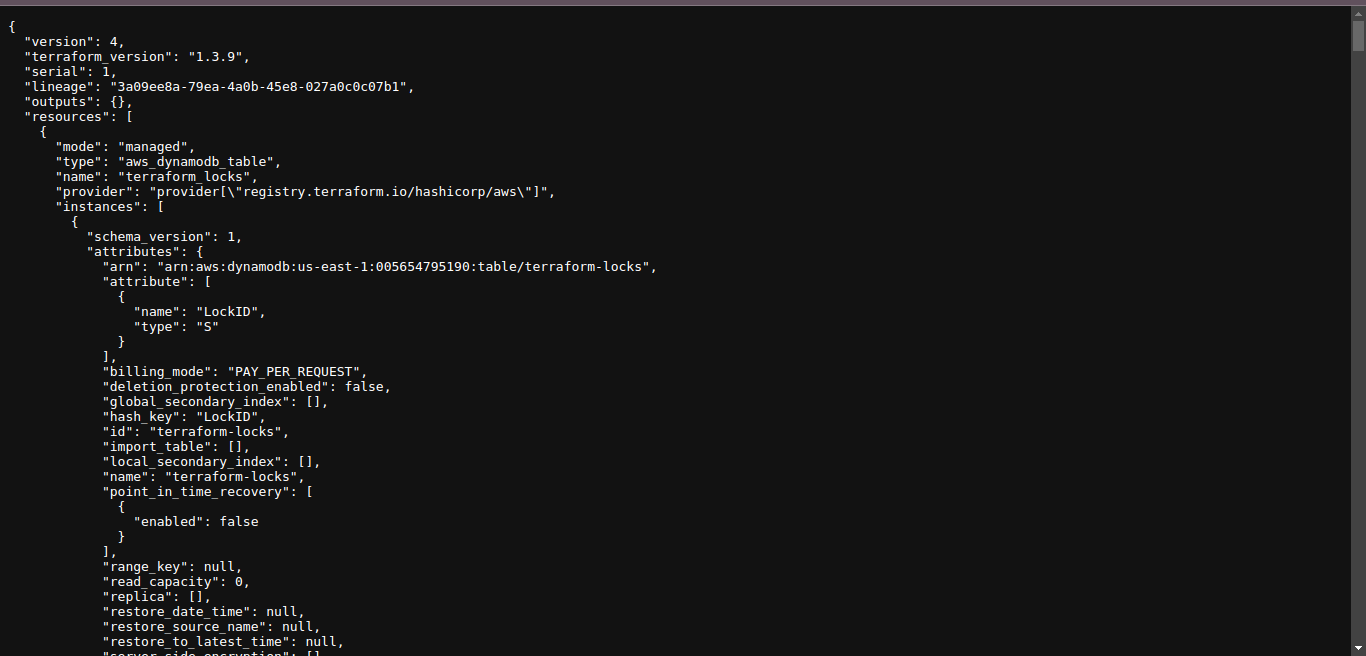 {
  "version": 4,
  "terraform_version": "1.3.9",
  "serial": 1,
  "lineage": "3a09ee8a-79ea-4a0b-45e8-027a0c0c07b1",
  "outputs": {},
  "resources": [
    {
      "mode": "managed",
      "type": "aws_dynamodb_table",
      "name": "terraform_locks",
      "provider": "provider[\"registry.terraform.io/hashicorp/aws\"]",
      "instances": [
        {
          "schema_version": 1,
          "attributes": {
            "arn": "arn:aws:dynamodb:us-east-1:005654795190:table/terraform-locks",
            "attribute": [
              {
                "name": "LockID",
                "type": "S"
              }
            ],
            "billing_mode": "PAY_PER_REQUEST",
            "deletion_protection_enabled": false,
            "global_secondary_index": [],
            "hash_key": "LockID",
            "id": "terraform-locks",
            "import_table": [],
            "local_secondary_index": [],
            "name": "terraform-locks",
            "point_in_time_recovery": [
              {
                "enabled": false
              }
            ],
            "range_key": null,
            "read_capacity": 0,
            "replica": [],
            "restore_date_time": null,
            "restore_source_name": null,
            "restore_to_latest_time": null,
            "server_side_encryption": []